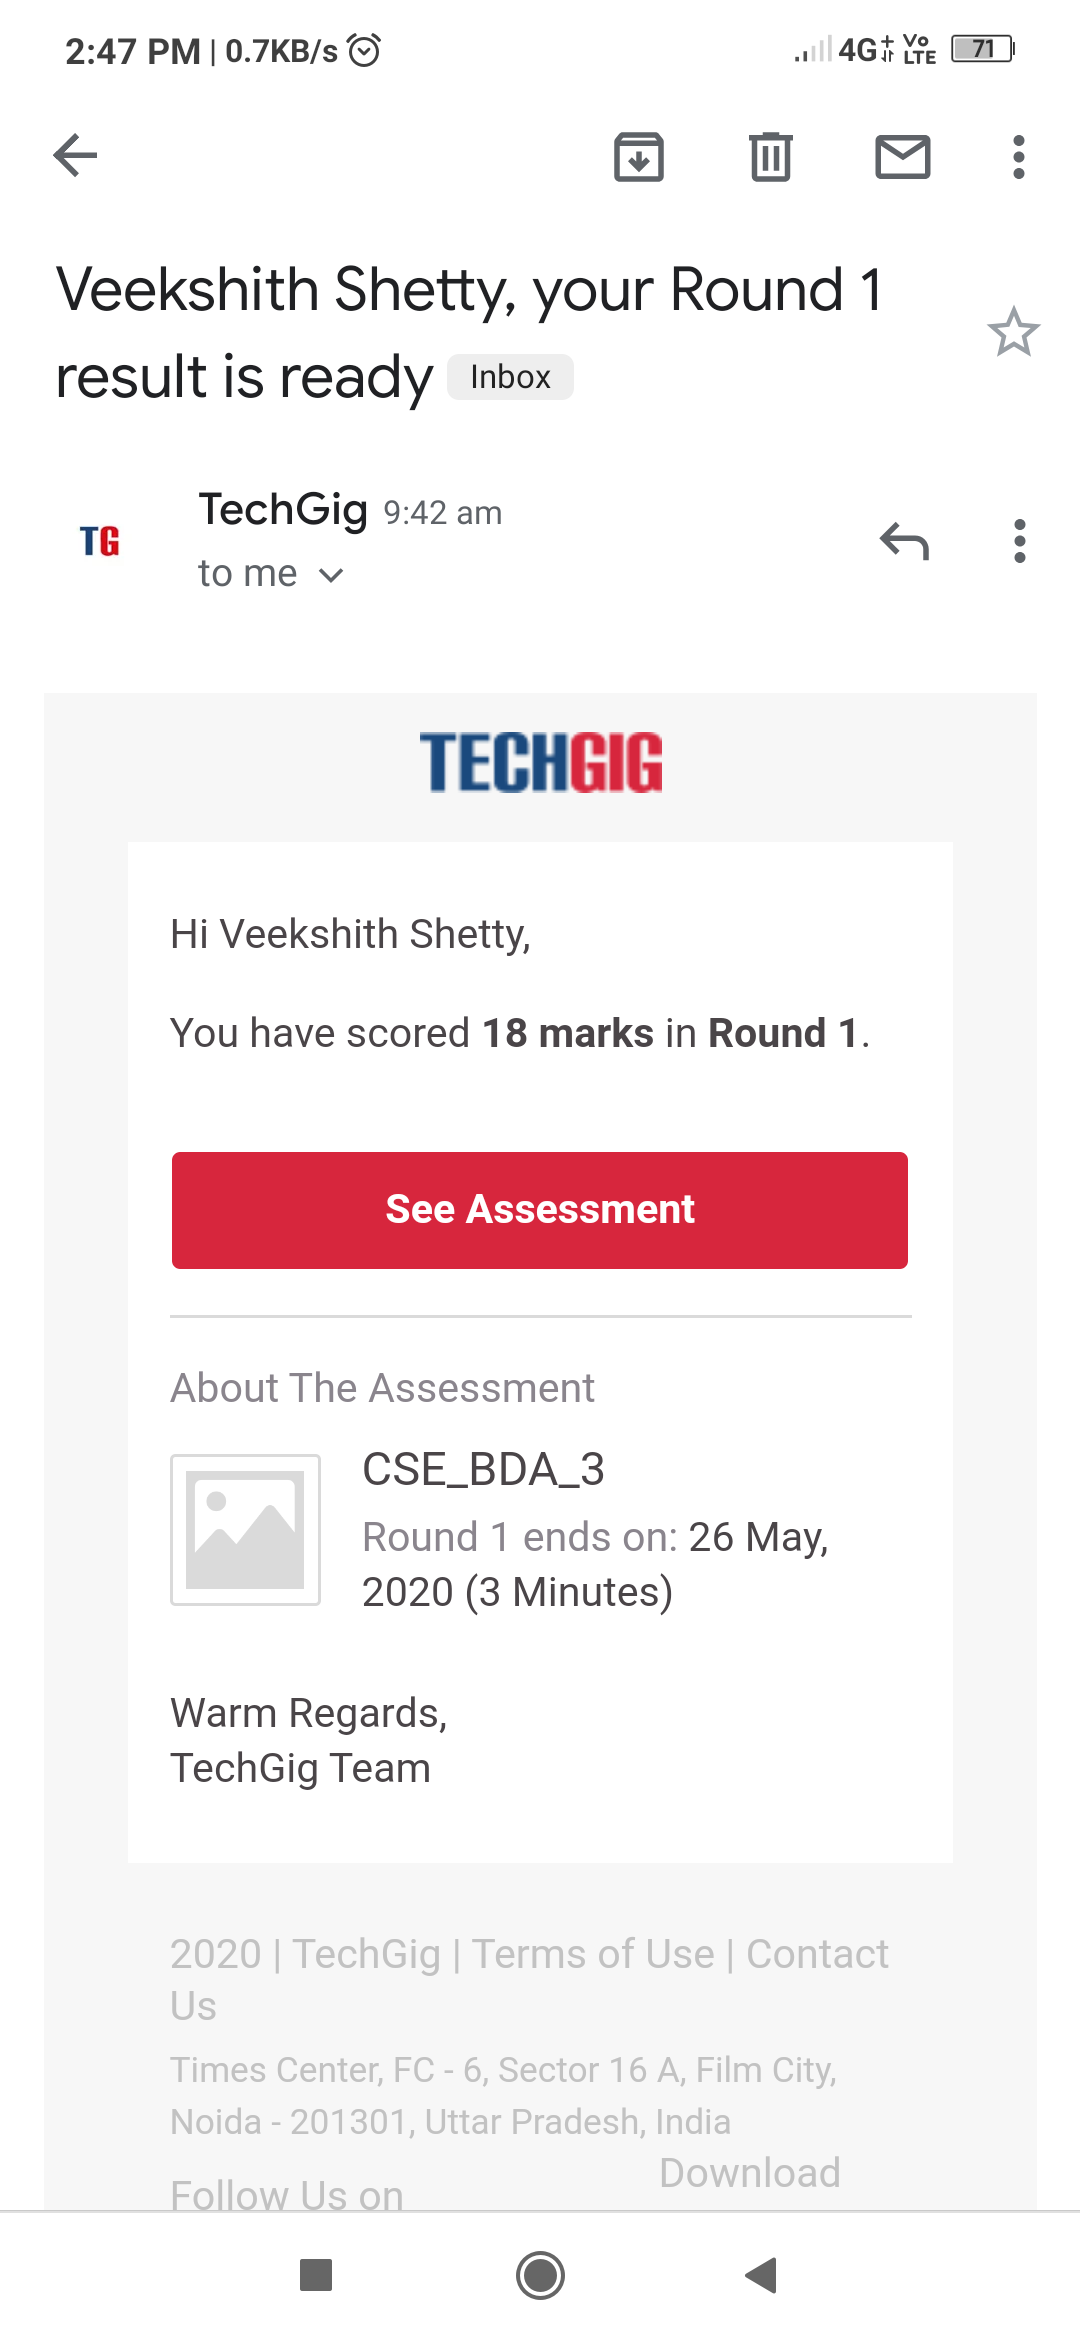 2:47 PM | 0.7KB/s 4G+ Vo LTE 71
Veekshith Shetty, your Round 1
result is ready Inbox
TG TechGig 9:42 am
to me
TECHGIG
Hi Veekshith Shetty,
You have scored 18 marks in Round 1.
See Assessment
About The Assessment
CSE_BDA_3
Round 1 ends on: 26 May,
2020 (3 Minutes)
Warm Regards,
TechGig Team
2020 | TechGig | Terms of Use | Contact
Us
Times Center, FC - 6, Sector 16 A, Film City,
Noida - 201301, Uttar Pradesh, India
Download
Follow Us on